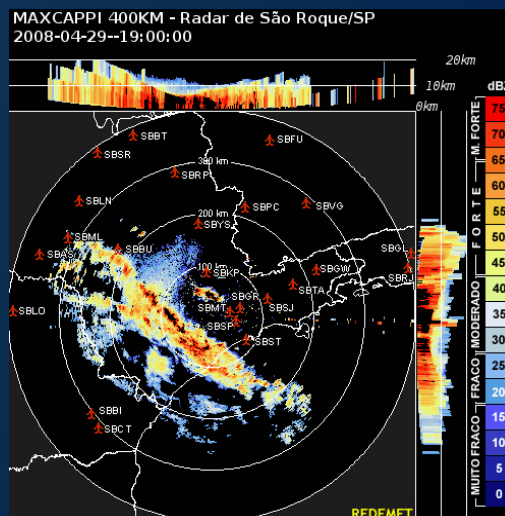 MAXCAPPI 400KM - Radar de São Roque/SP
2008-04-29--19:00:00
20km
10km
0km
dBZ
SBBT
SBFU
SBSR
300 km
SBRP
SBLN
SBPC
SBVG
200 km
SBYS
SBML
SBBU
SBAS
SBGL
100 km
SBKP
SBGW
SBRJ
SBTA
SBGR
SBSJ
SBMT
SBLO
SBSP
SBST
SBBI
SBCT
REDEMET
M. FORTE
FORTE
MODERADO
FRACO
MUITO FRACO
75
70
65
60
55
50
45
40
35
30
25
20
15
10
5
0